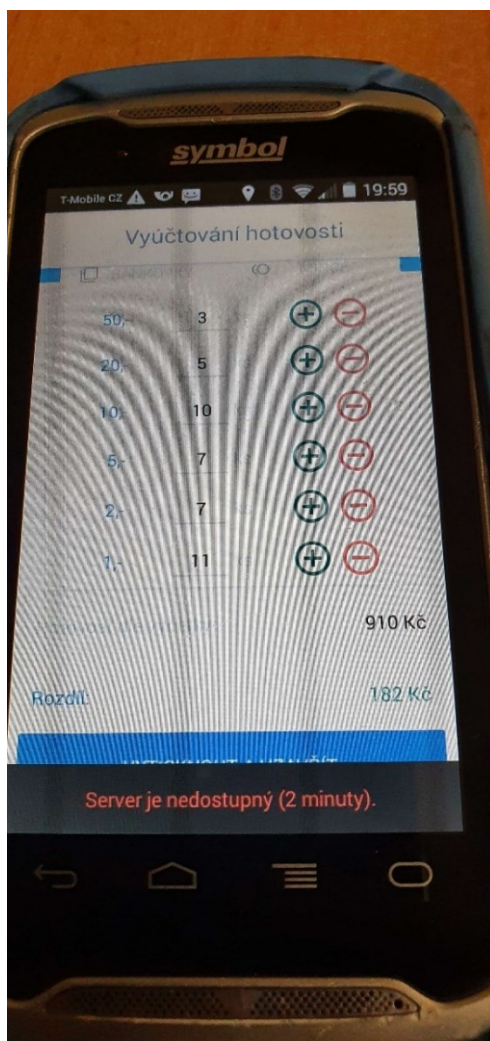 symbol
T-Mobile CZ 19:59
Vyúčtování hotovosti
50,- 3
20,- 5
10,- 10
5,- 7
2,- 7
1,- 11
910 Kč
Rozdíl: 182 Kč
Server je nedostupný (2 minuty).